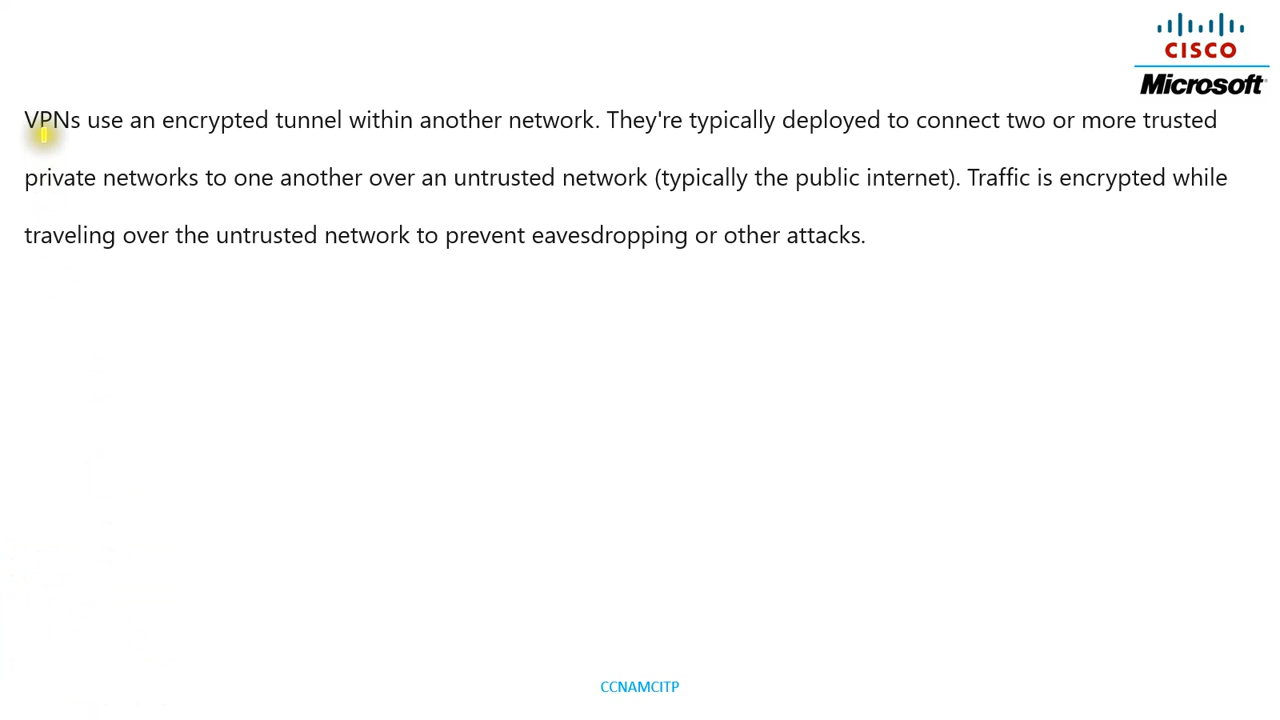 CISCO
Microsoft
VPNs use an encrypted tunnel within another network. They're typically deployed to connect two or more trusted
private networks to one another over an untrusted network (typically the public internet). Traffic is encrypted while
traveling over the untrusted network to prevent eavesdropping or other attacks.
CCNAMCITP